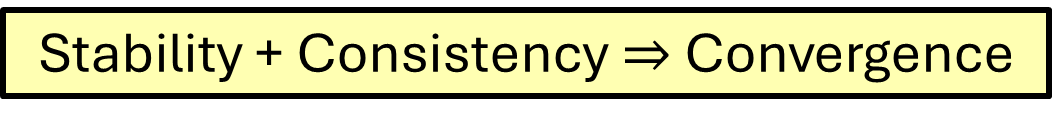 Stability + Consistency ⇒ Convergence